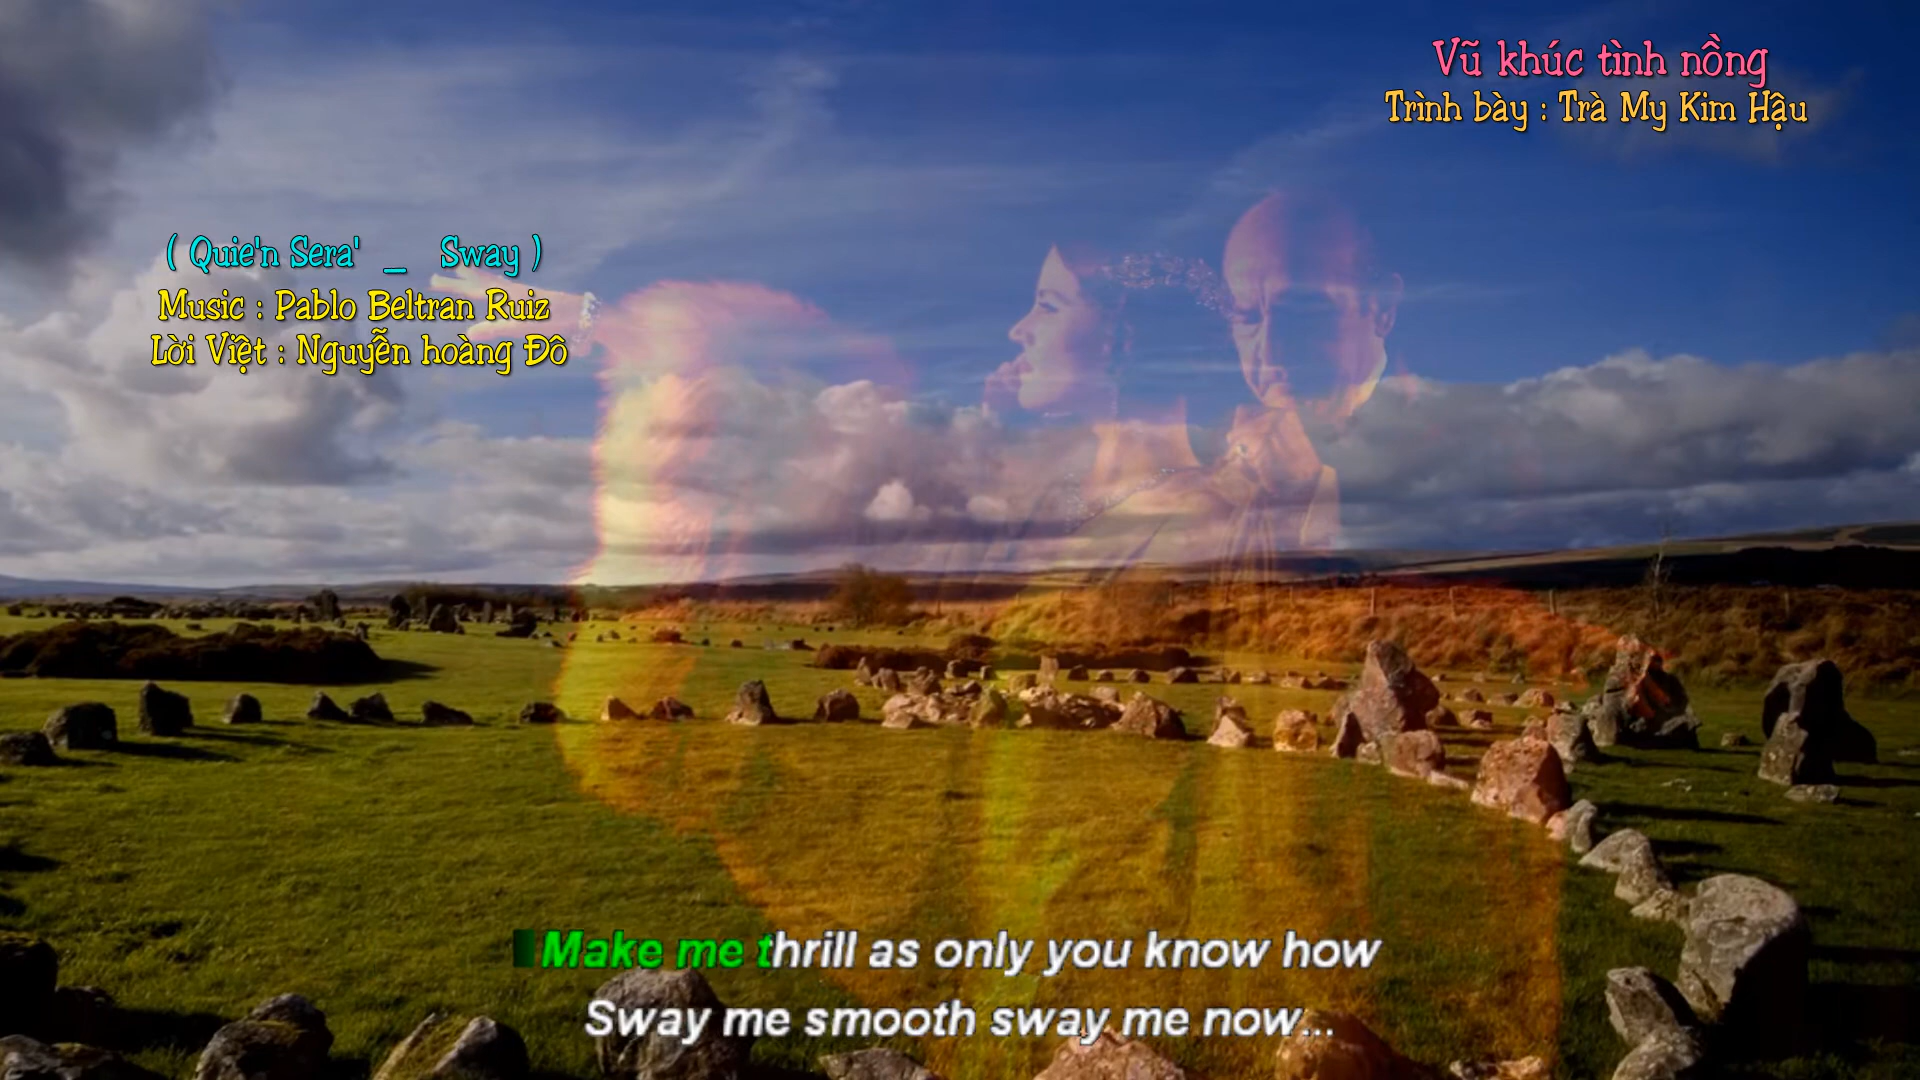 Vũ khúc tình nồng
Trình bày : Trà My Kim Hậu
( Quie'n Sera' _ Sway )
Music : Pablo Beltran Ruiz
Lời Việt : Nguyễn hoàng Đô
Make me thrill as only you know how
Sway me smooth sway me now...